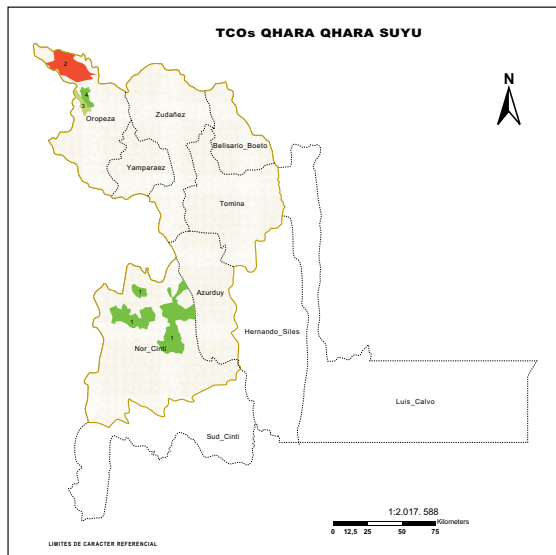 TCOs QHARA QHARA SUYU
N
2
4
3
Oropeza
Zudañez
Belisario_Boeto
Yamparaez
Tomina
Azurduy
1
1
1
Nor_Cinti
Hernando_Siles
Luis_Calvo
Sud_Cinti
1:2.017. 588
Kilometers
0 12,5 25 50 75
LIMITES DE CARACTER REFERENCIAL